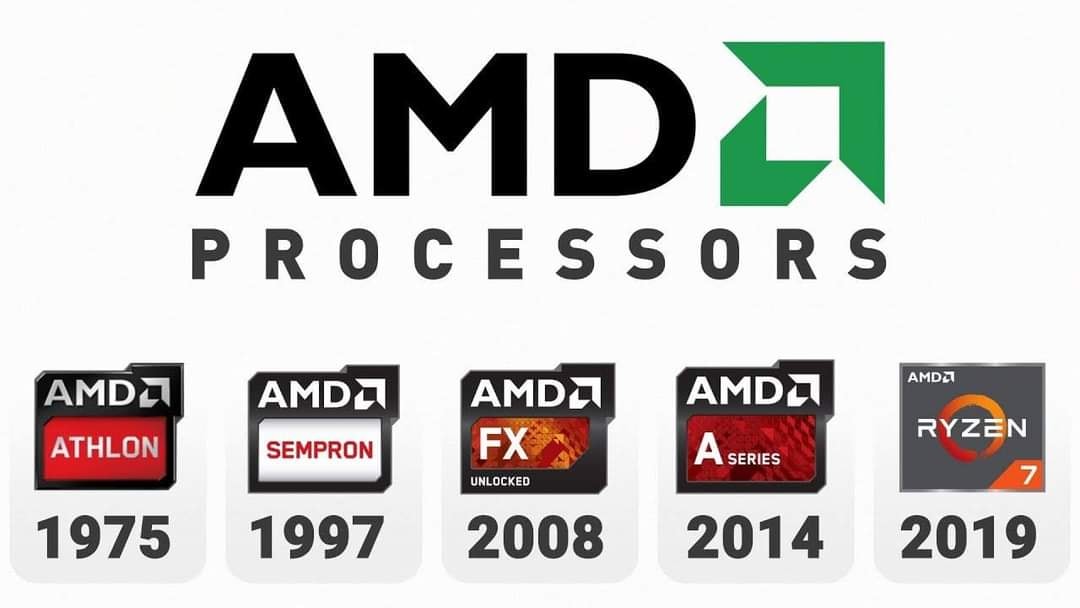 AMD
PROCESSORS
AMD
ATHLON
1975
AMD
SEMPRON
1997
AMD
FX
UNLOCKED
2008
AMD
A SERIES
2014
AMD
RYZEN
7
2019